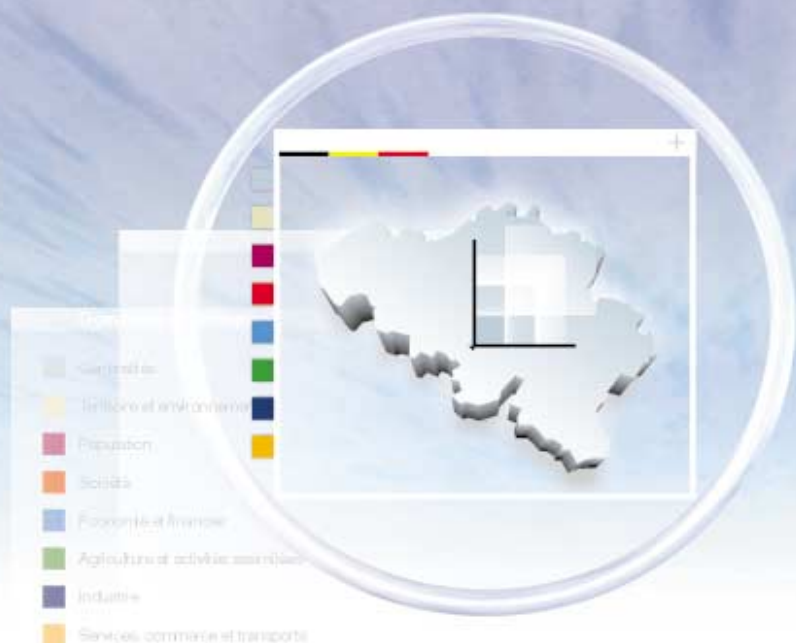 Généralités
Territoire et environnement
Population
Société
Economie et finances
Agriculture et activités assimilées
Industrie
Services, commerce et transports